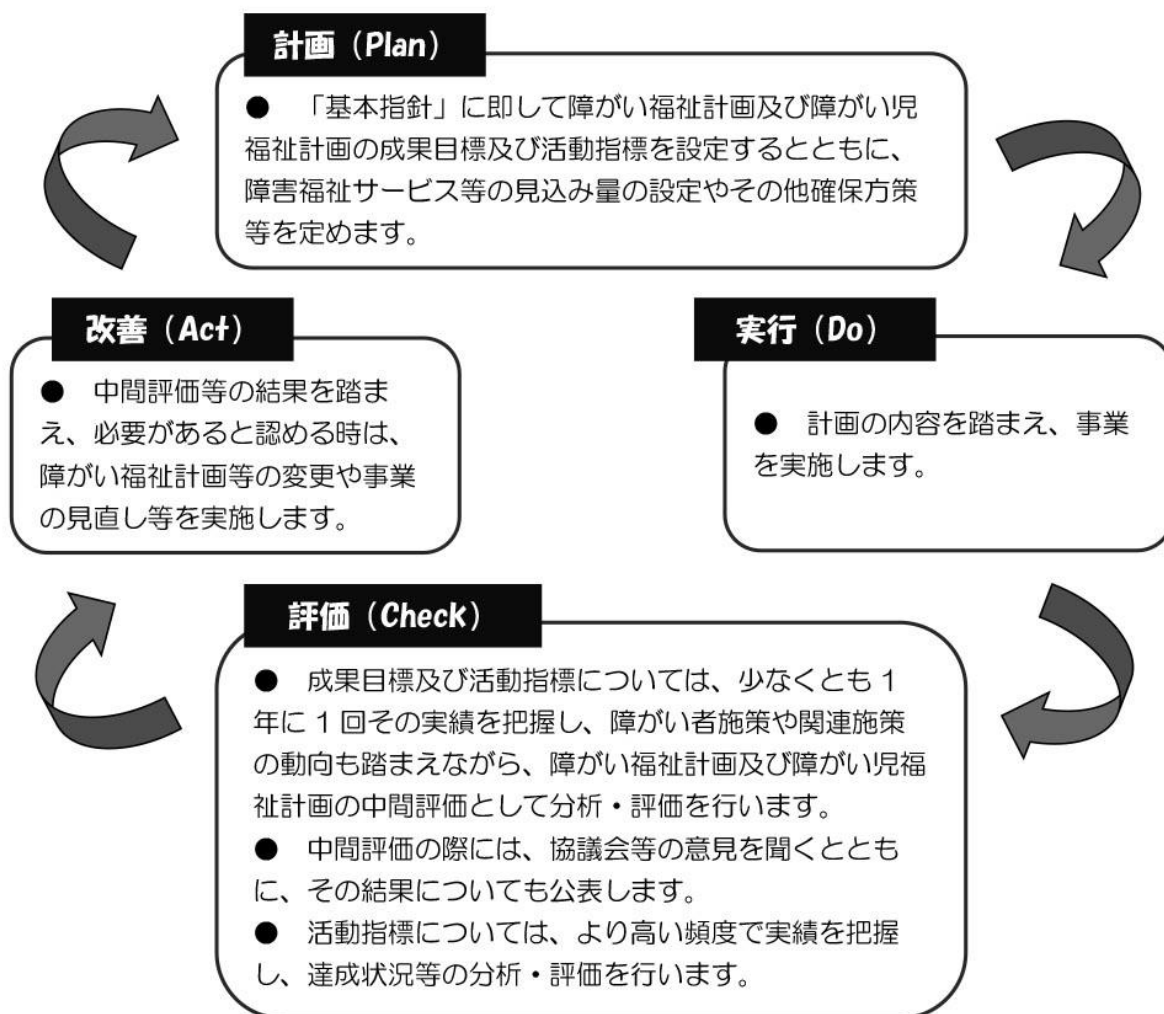 計画（Plan）
● 「基本指針」に即して障がい福祉計画及び障がい児
福祉計画の成果目標及び活動指標を設定するとともに、
障害福祉サービス等の見込み量の設定やその他確保方策
等を定めます。
改善（Act）
● 中間評価等の結果を踏ま
え、必要があると認める時は、
障がい福祉計画等の変更や事業
の見直し等を実施します。
実行（Do）
● 計画の内容を踏まえ、事業
を実施します。
評価（Check）
● 成果目標及び活動指標については、少なくとも 1
年に 1 回その実績を把握し、障がい者施策や関連施策
の動向も踏まえながら、障がい福祉計画及び障がい児福
祉計画の中間評価として分析・評価を行います。
● 中間評価の際には、協議会等の意見を聞くととも
に、その結果についても公表します。
● 活動指標については、より高い頻度で実績を把握
し、達成状況等の分析・評価を行います。